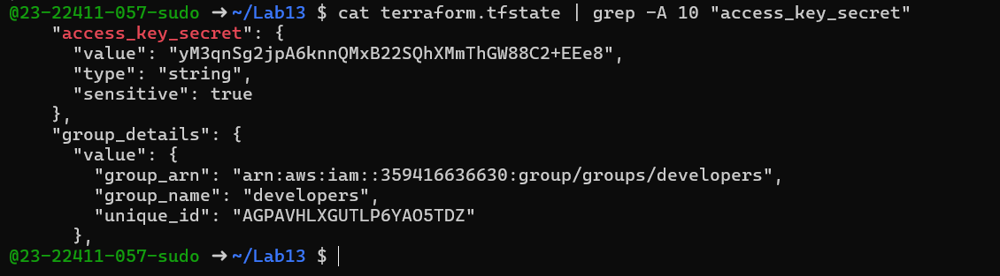 @23-22411-057-sudo ➜ ~/Lab13 $ cat terraform.tfstate | grep -A 10 "access_key_secret"
    "access_key_secret": {
      "value": "yM3qnSg2jpA6knnQMxB22SQhXMmThGW88C2+EEe8",
      "type": "string",
      "sensitive": true
    },
    "group_details": {
      "value": {
        "group_arn": "arn:aws:iam::359416636630:group/groups/developers",
        "group_name": "developers",
        "unique_id": "AGPAVHLXGUTLP6YAO5TDZ"
      },
@23-22411-057-sudo ➜ ~/Lab13 $